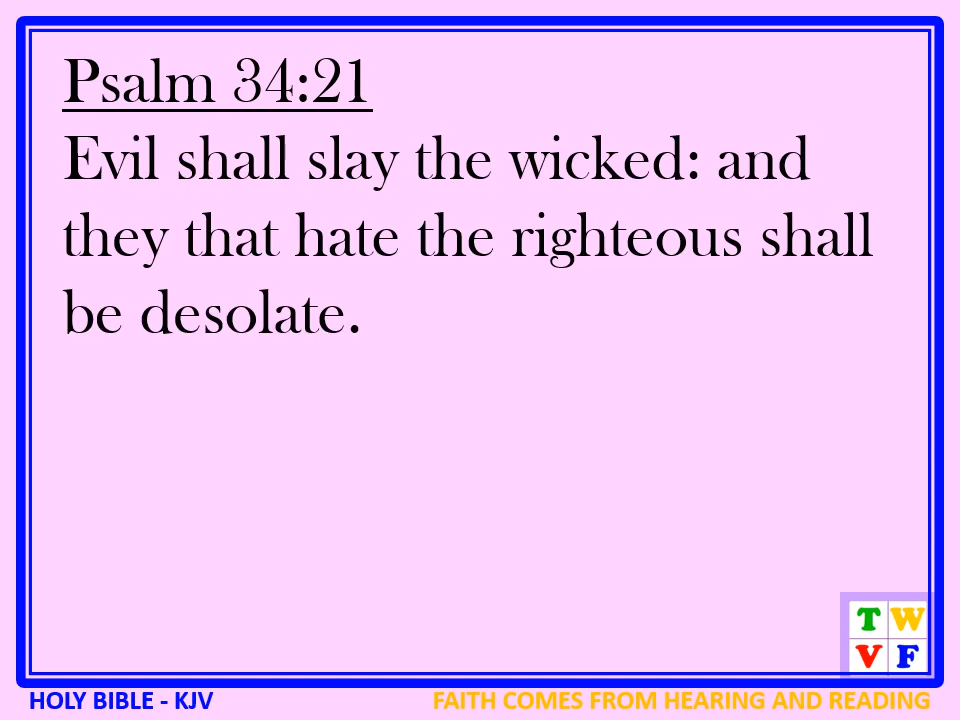 Psalm 34:21
Evil shall slay the wicked: and
they that hate the righteous shall
be desolate.
T W
V F
HOLY BIBLE - KJV
FAITH COMES FROM HEARING AND READING